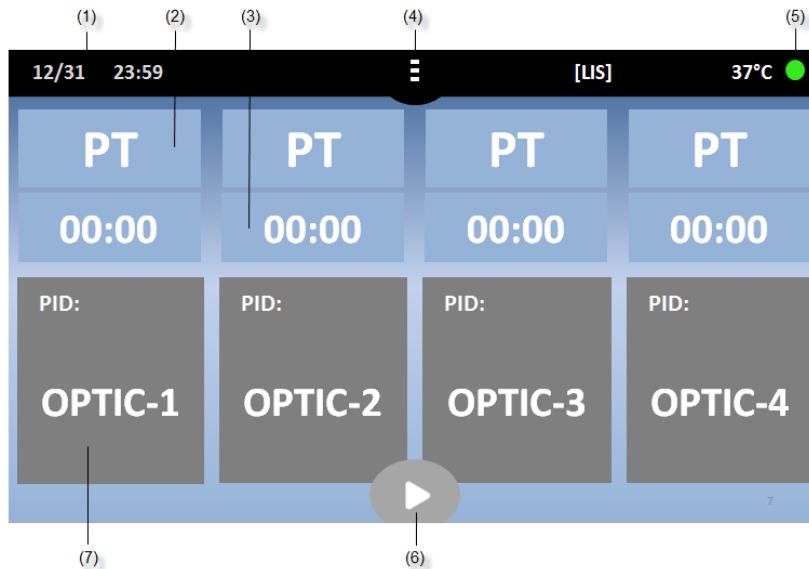 (1) (2) (3) (4) (5)
12/31 23:59 [LIS] 37°C
PT PT PT PT
00:00 00:00 00:00 00:00
PID: PID: PID: PID:
OPTIC-1 OPTIC-2 OPTIC-3 OPTIC-4
7
(7) (6)